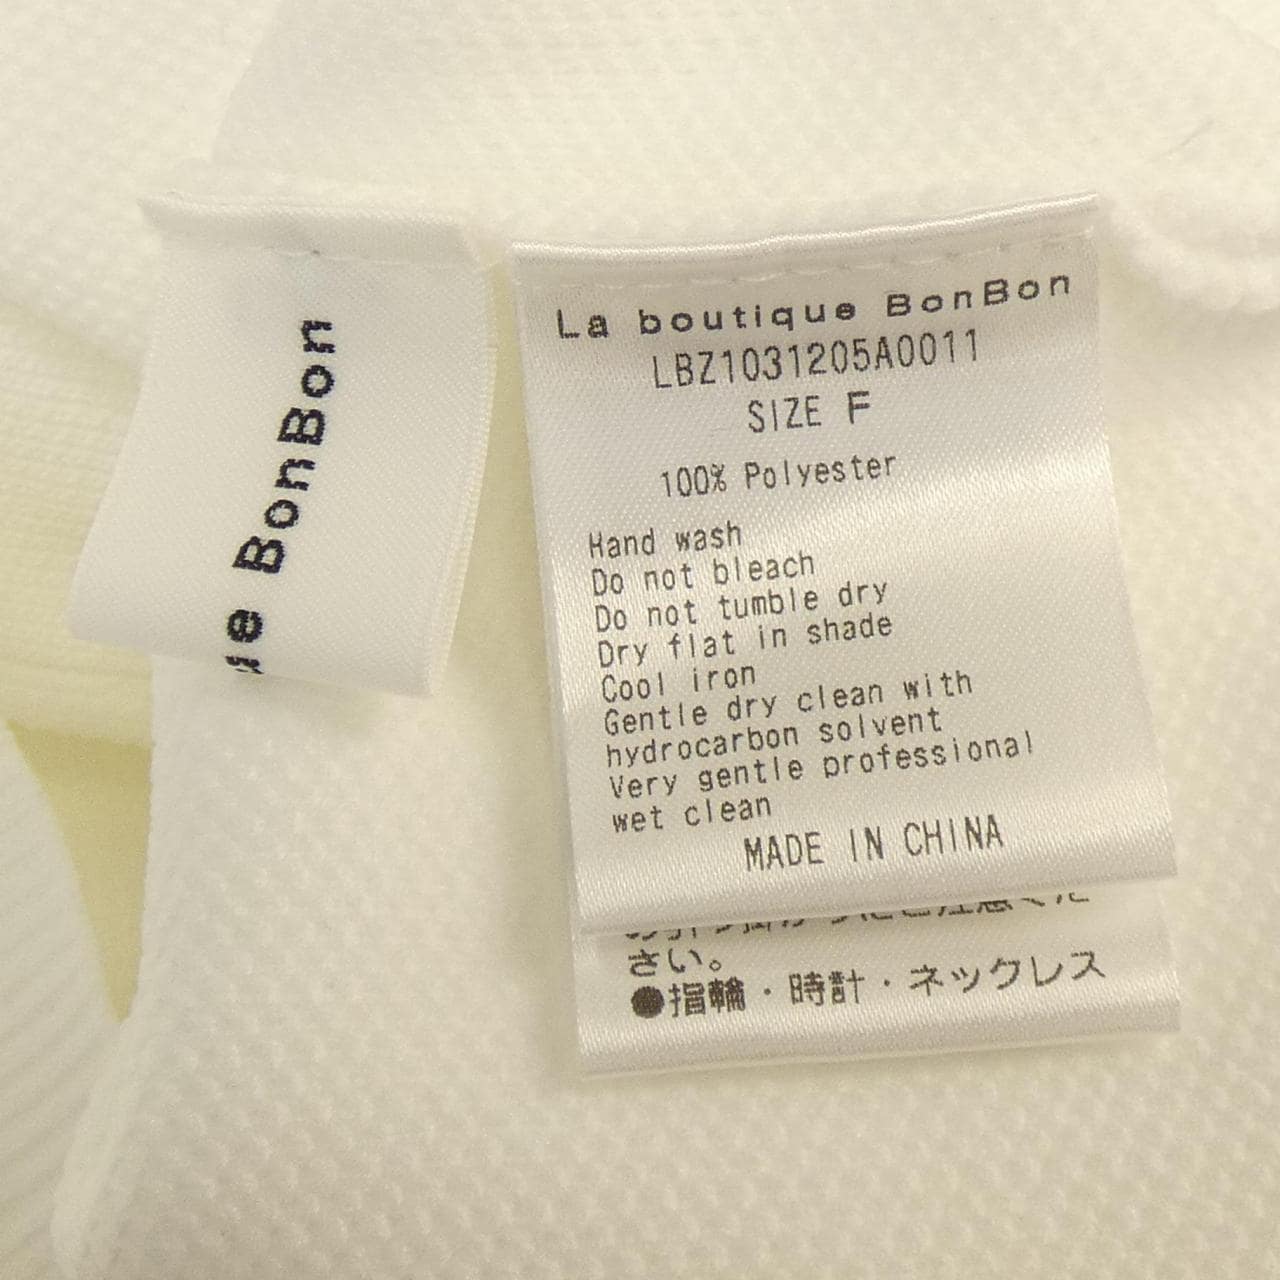 ue BonBon
La boutique BonBon
LBZ1031205A0011
SIZE F
100% Polyester
Hand wash
Do not bleach
Do not tumble dry
Dry flat in shade
Cool iron
Gentle dry clean with
hydrocarbon solvent
Very gentle professional
wet clean
MADE IN CHINA
さい。
●指輪・時計・ネックレス